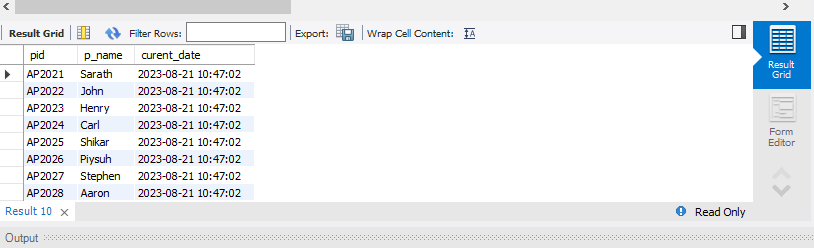 Result Grid Filter Rows: Export: Wrap Cell Content:
pid p_name curent_date
AP2021 Sarath 2023-08-21 10:47:02
AP2022 John 2023-08-21 10:47:02
AP2023 Henry 2023-08-21 10:47:02
AP2024 Carl 2023-08-21 10:47:02
AP2025 Shikar 2023-08-21 10:47:02
AP2026 Piysuh 2023-08-21 10:47:02
AP2027 Stephen 2023-08-21 10:47:02
AP2028 Aaron 2023-08-21 10:47:02
Result
Grid
Form
Editor
Result 10 Read Only
Output